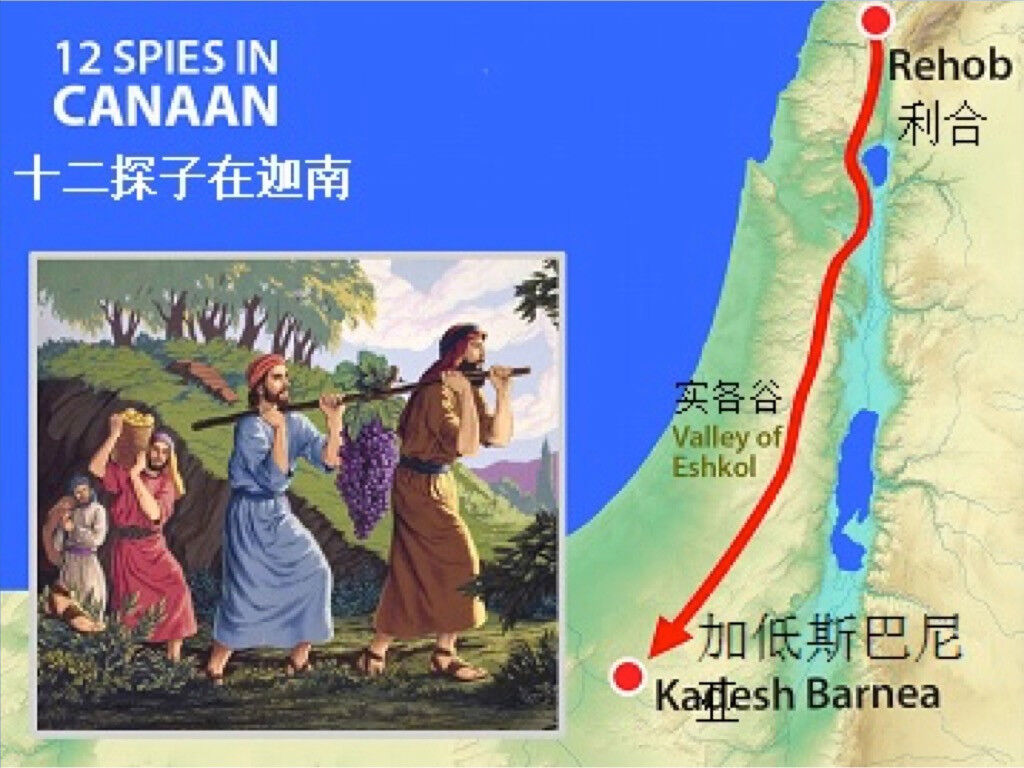 12 SPIES IN
CANAAN
十二探子在迦南
Rehob
利合
实各谷
Valley of
Eshkol
加低斯巴尼
亚
Kadesh Barnea